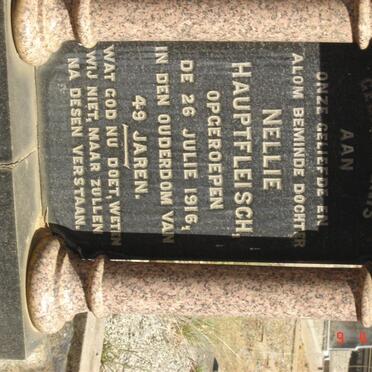 AAN
ONZE GELIEFDE EN
ALOM BEMINDE DOCHTER
NELLIE
HAUPTFLEISCH,
OPGEROEPEN
DE 26 JULIE 1916,
IN DEN OUDERDOM VAN
49 JAREN.
WAT GOD NU DOET, WETEN
WIJ NIET, MAAR ZULLEN
NA DESEN VERSTAAN.